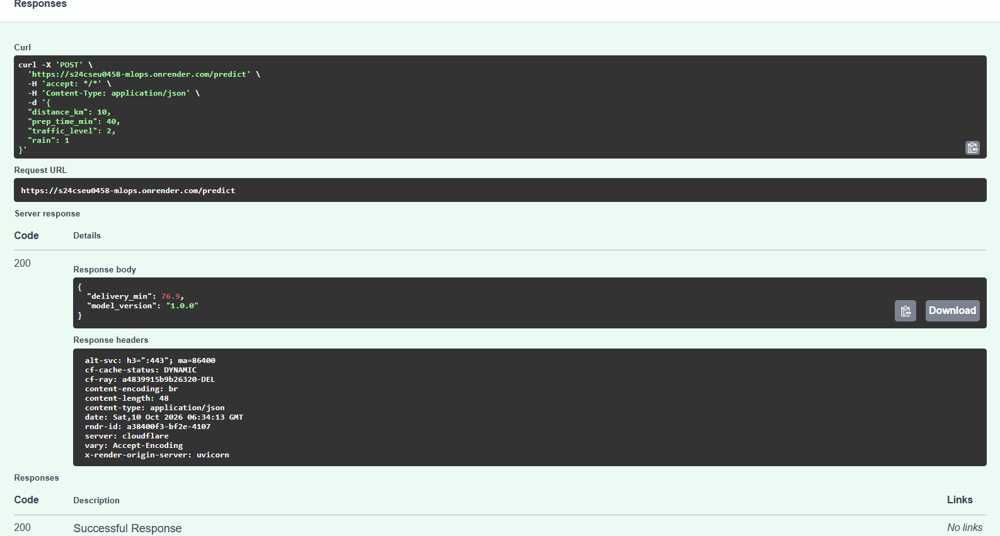 Responses
Curl
curl -X 'POST' \
  'https://s24cseu0458-mlops.onrender.com/predict' \
  -H 'accept: */*' \
  -H 'Content-Type: application/json' \
  -d '{
  "distance_km": 10,
  "prep_time_min": 40,
  "traffic_level": 2,
  "rain": 1
}'
Request URL
https://s24cseu0458-mlops.onrender.com/predict
Server response
Code Details
200
Response body
{
  "delivery_min": 76.9,
  "model_version": "1.0.0"
}
Download
Response headers
alt-svc: h3=":443"; ma=86400
cf-cache-status: DYNAMIC
cf-ray: a4839915b9b26320-DEL
content-encoding: br
content-length: 48
content-type: application/json
date: Sat,10 Oct 2026 06:34:13 GMT
rndr-id: a38400f3-bf2e-4107
server: cloudflare
vary: Accept-Encoding
x-render-origin-server: uvicorn
Responses
Code Description Links
200 Successful Response No links